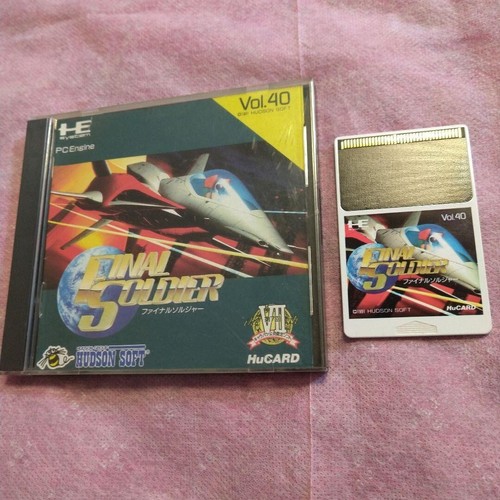 Vol.40
©1991 HUDSON SOFT
HE
system
PC Engine
FINAL
SOLDIER
ファイナルソルジャー
HUDSON SOFT
VII
HuCARD
HE
Vol.40
FINAL
SOLDIER
ファイナルソルジャー
©1991 HUDSON SOFT
HuCARD